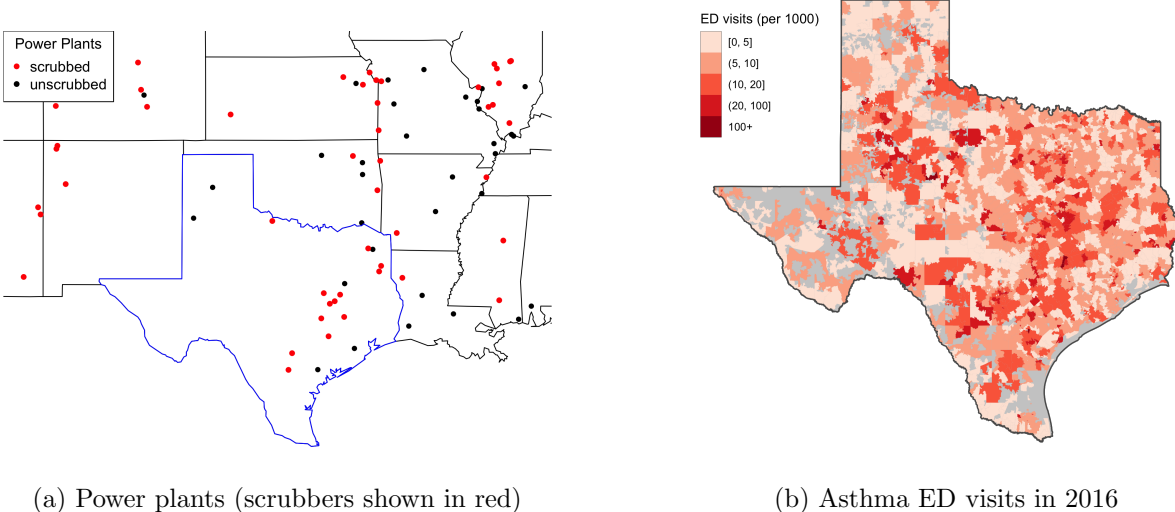 Power Plants
scrubbed
unscrubbed
ED visits (per 1000)
[0, 5]
(5, 10]
(10, 20]
(20, 100]
100+
(a) Power plants (scrubbers shown in red)
(b) Asthma ED visits in 2016